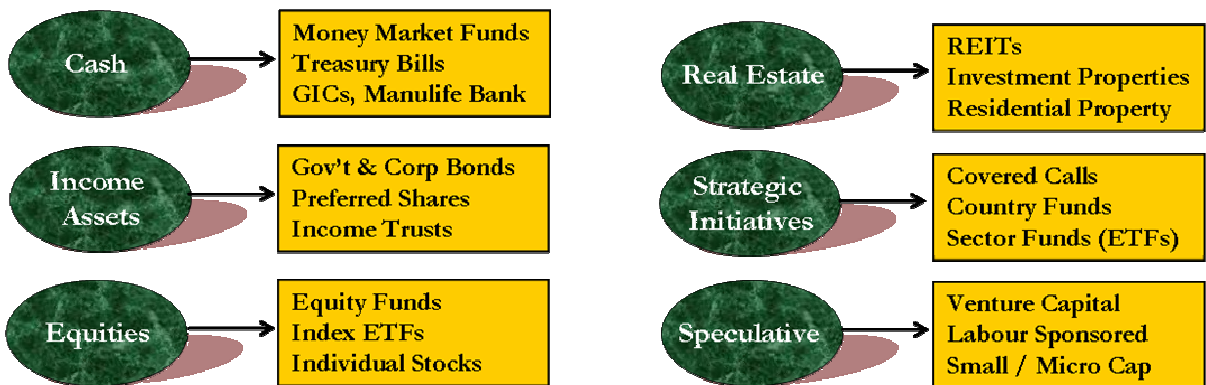 Cash
Money Market Funds
Treasury Bills
GICs, Manulife Bank
Income
Assets
Gov't & Corp Bonds
Preferred Shares
Income Trusts
Equities
Equity Funds
Index ETFs
Individual Stocks
Real Estate
REITs
Investment Properties
Residential Property
Strategic
Initiatives
Covered Calls
Country Funds
Sector Funds (ETFs)
Speculative
Venture Capital
Labour Sponsored
Small / Micro Cap